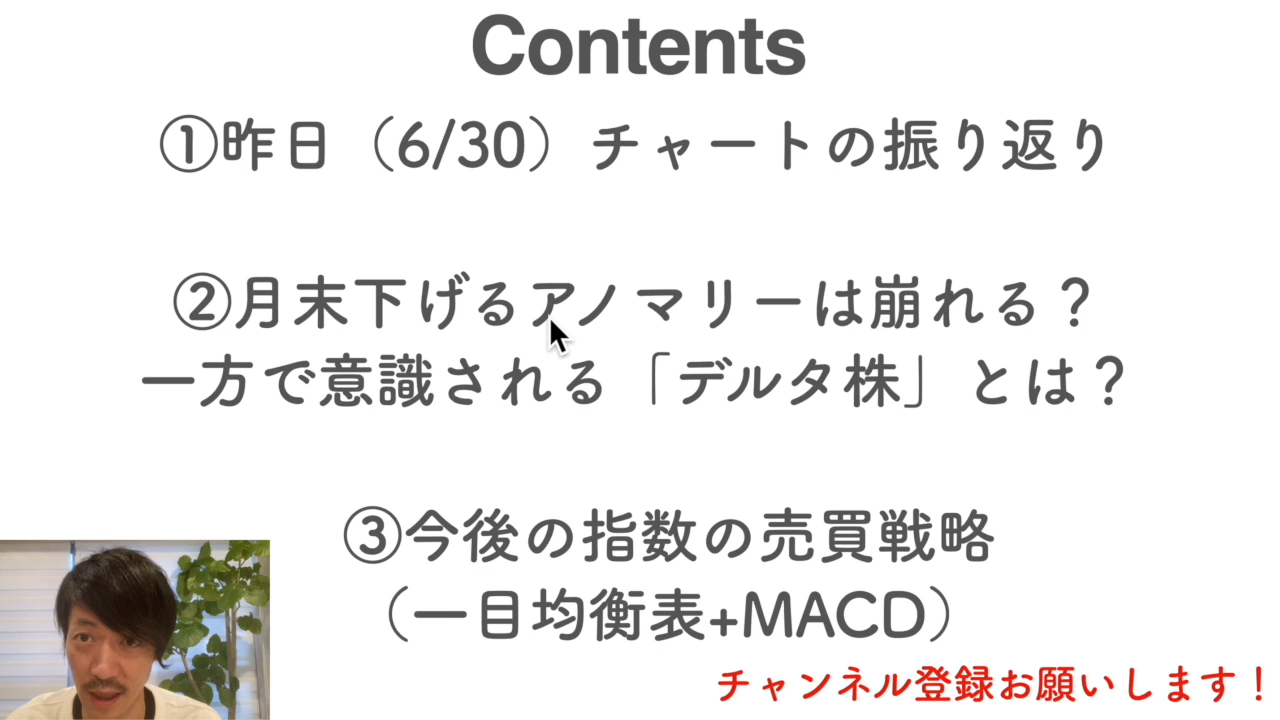 Contents
①昨日（6/30）チャートの振り返り
②月末下げるアノマリーは崩れる？
一方で意識される「デルタ株」とは？
③今後の指数の売買戦略
（一目均衡表+MACD）
チャンネル登録お願いします！